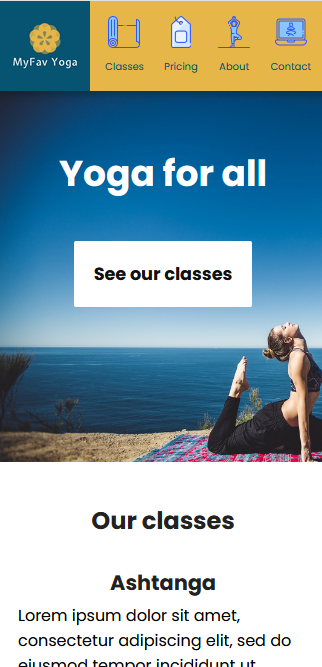 MyFav Yoga
Classes
Pricing
About
Contact
Yoga for all
See our classes
Our classes
Ashtanga
Lorem ipsum dolor sit amet,
consectetur adipiscing elit, sed do
eiusmod tempor incididunt ut